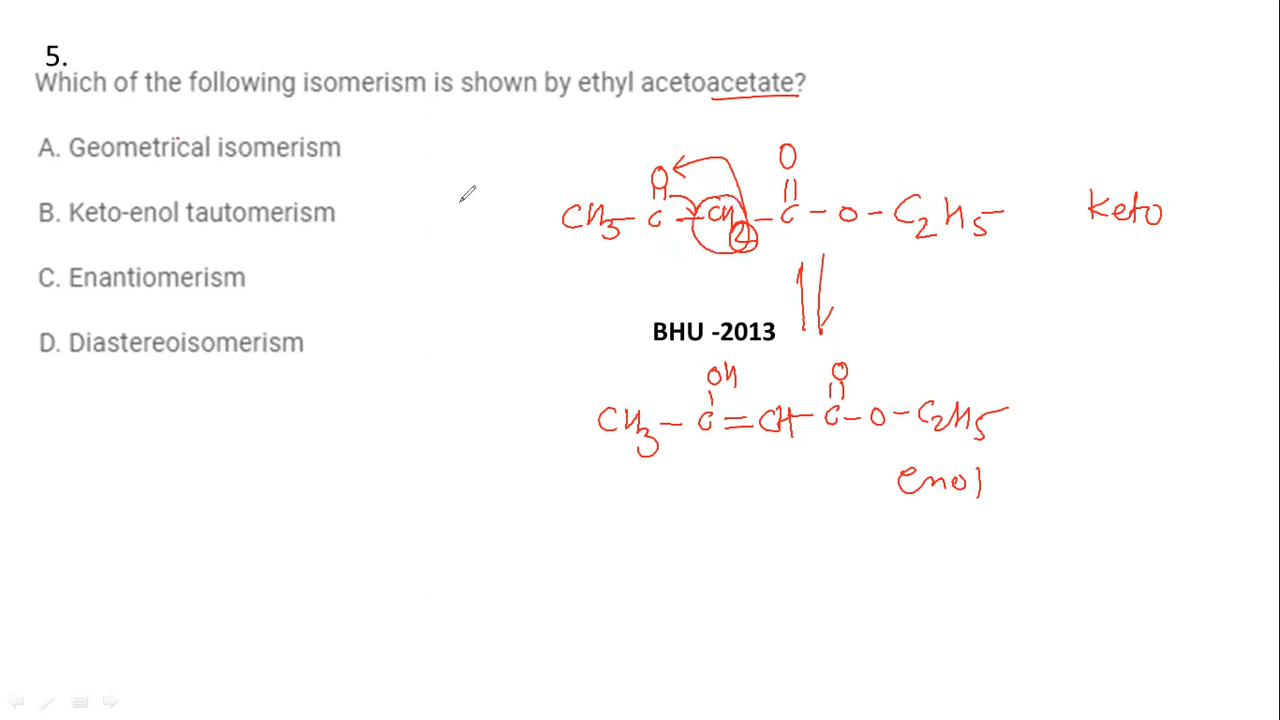 5.
Which of the following isomerism is shown by ethyl acetoacetate?
A. Geometrical isomerism
B. Keto-enol tautomerism
C. Enantiomerism
D. Diastereoisomerism
O O
CH3 - C - CH2 - C - O - C2H5 Keto
BHU -2013
OH O
CH3 - C = CH - C - O - C2H5
enol